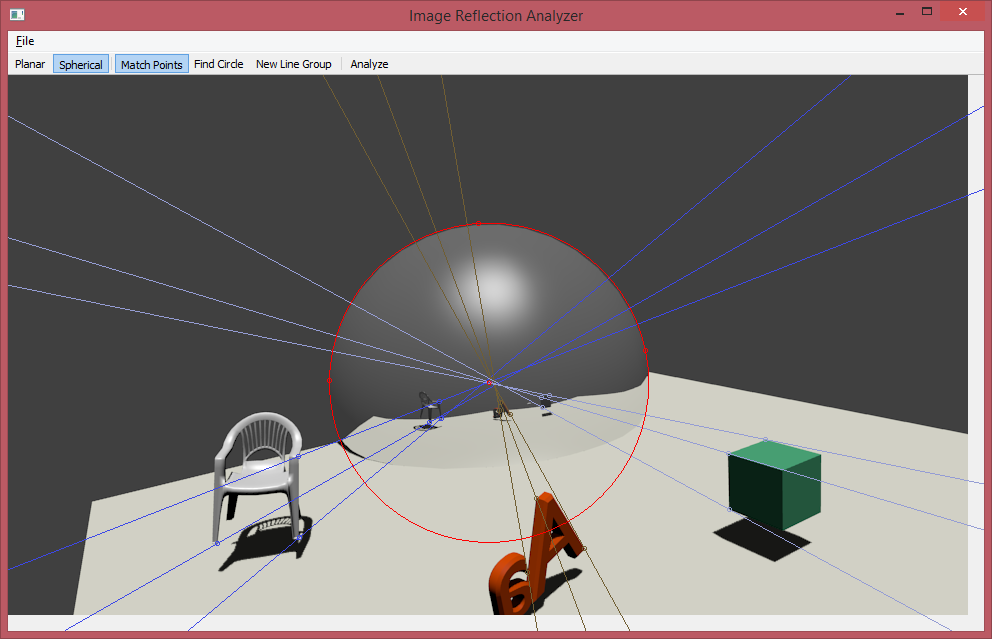 Image Reflection Analyzer
File
Planar Spherical Match Points Find Circle New Line Group Analyze
6A